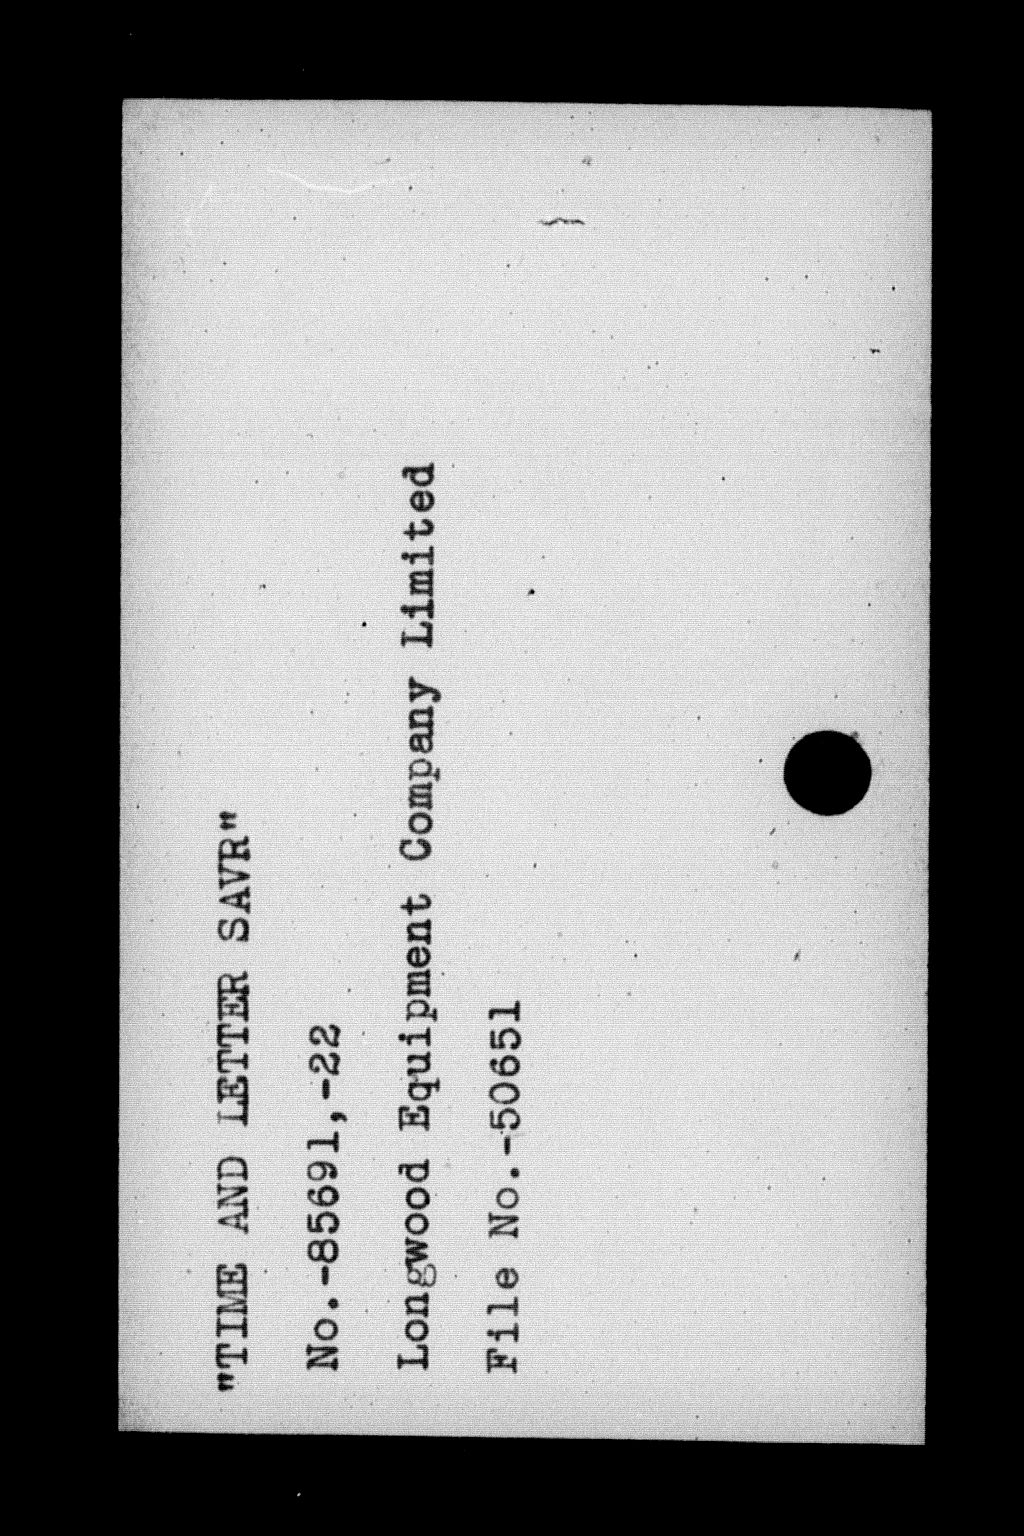 "TIME AND LETTER SAVR"
No.-85691,-22
Longwood Equipment Company Limited
File No.-50651